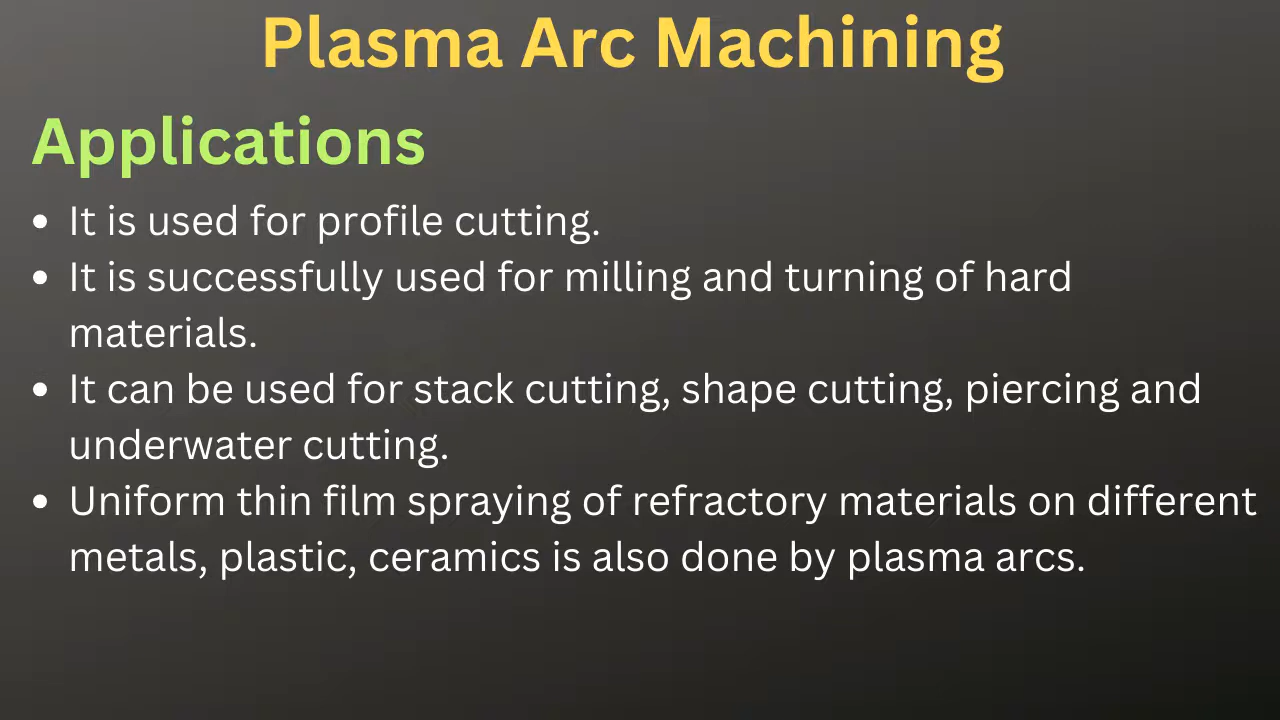 Plasma Arc Machining
Applications
• It is used for profile cutting.
• It is successfully used for milling and turning of hard
materials.
• It can be used for stack cutting, shape cutting, piercing and
underwater cutting.
• Uniform thin film spraying of refractory materials on different
metals, plastic, ceramics is also done by plasma arcs.